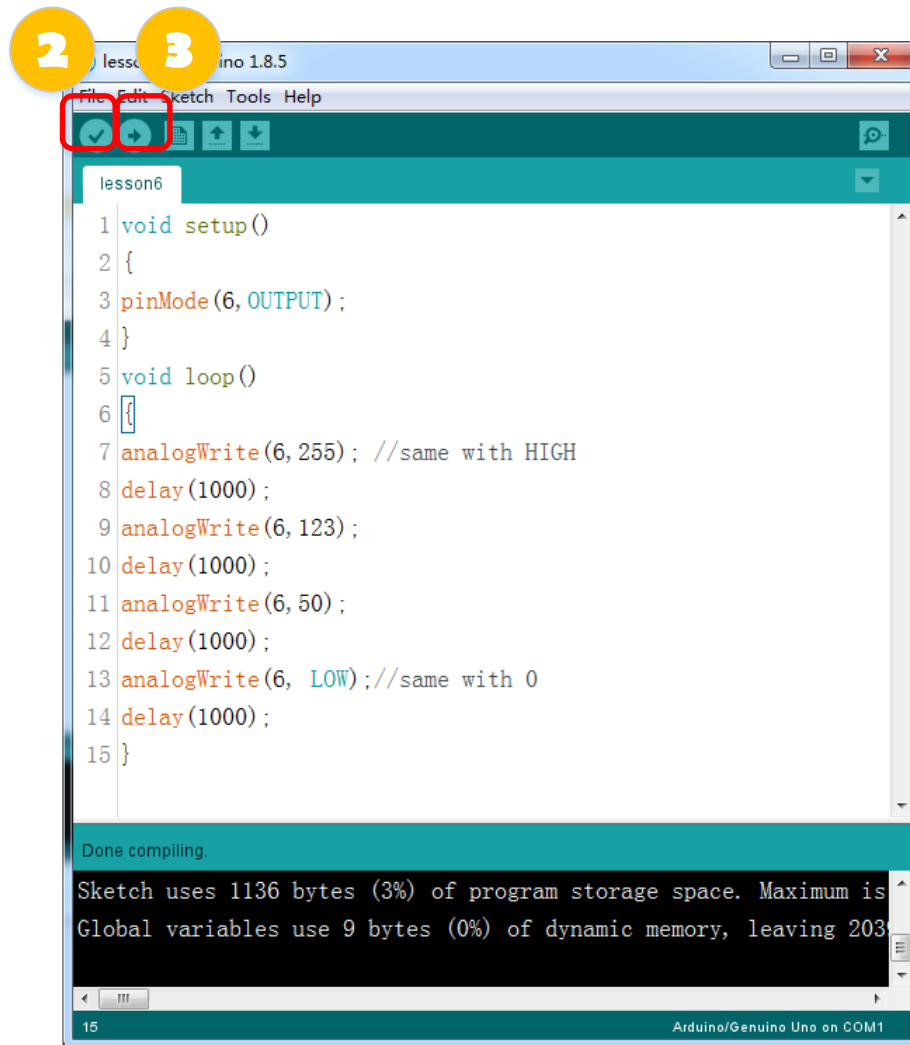 2
3
ino 1.8.5
File Edit Sketch Tools Help
lesson6
1 void setup()
2 {
3 pinMode(6,OUTPUT);
4 }
5 void loop()
6 {
7 analogWrite(6,255); //same with HIGH
8 delay(1000);
9 analogWrite(6,123);
10 delay(1000);
11 analogWrite(6,50);
12 delay(1000);
13 analogWrite(6, LOW);//same with 0
14 delay(1000);
15 }
Done compiling.
Sketch uses 1136 bytes (3%) of program storage space. Maximum is
Global variables use 9 bytes (0%) of dynamic memory, leaving 203
15
Arduino/Genuino Uno on COM1